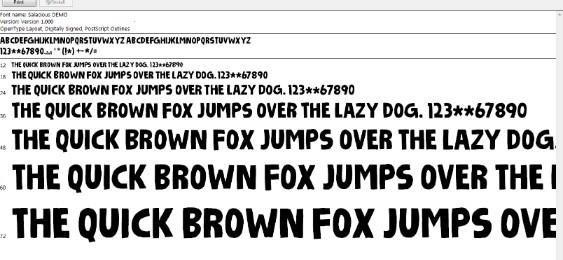 Print
Font name: Salacious DEMO
Version: Version 1.000
OpenType Layout, Digitally Signed, PostScript Outlines
ABCDEFGHIJKLMNOPQRSTUVWXYZ ABCDEFGHIJKLMNOPQRSTUVWXYZ
123**67890
12 THE QUICK BROWN FOX JUMPS OVER THE LAZY DOG. 123**67890
18 THE QUICK BROWN FOX JUMPS OVER THE LAZY DOG. 123**67890
24 THE QUICK BROWN FOX JUMPS OVER THE LAZY DOG. 123**67890
36 THE QUICK BROWN FOX JUMPS OVER THE LAZY DOG. 123**67890
48 THE QUICK BROWN FOX JUMPS OVER THE LAZY DOG.
60 THE QUICK BROWN FOX JUMPS OVER THE
72 THE QUICK BROWN FOX JUMPS OVE